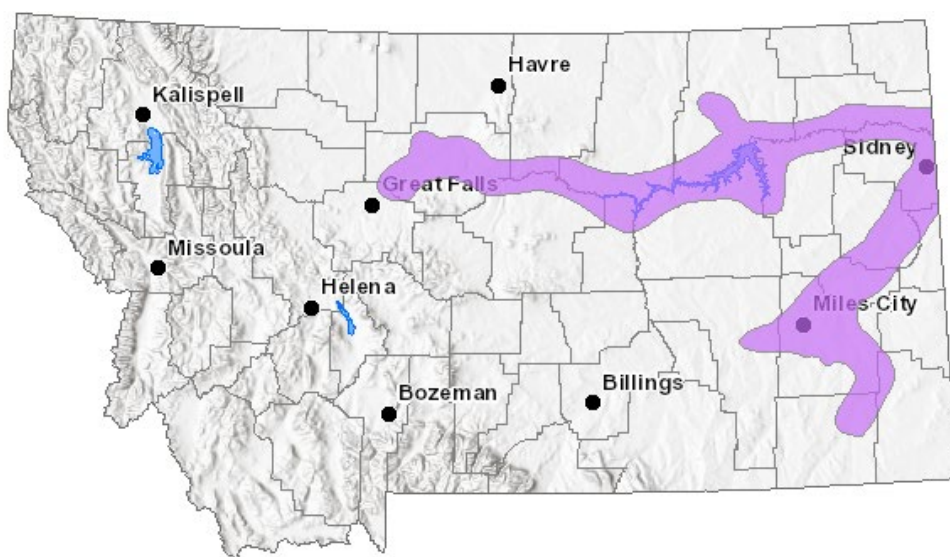 Havre
Kalispell
Sidney
Great Falls
Missoula
Helena
Miles City
Billings
Bozeman